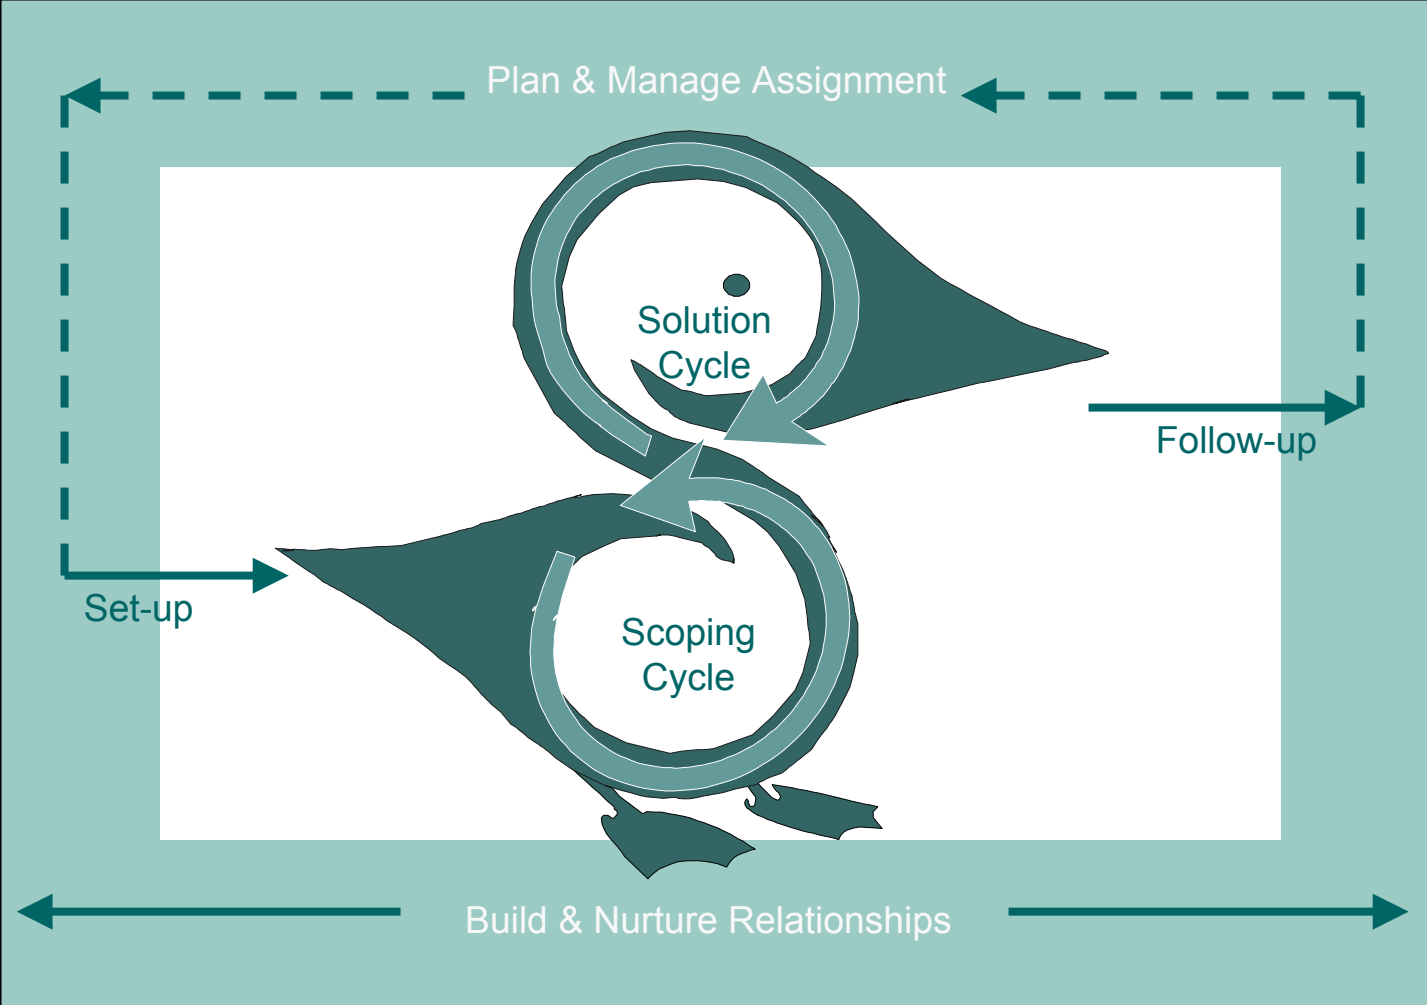 Plan & Manage Assignment
Solution
Cycle
Follow-up
Set-up
Scoping
Cycle
Build & Nurture Relationships